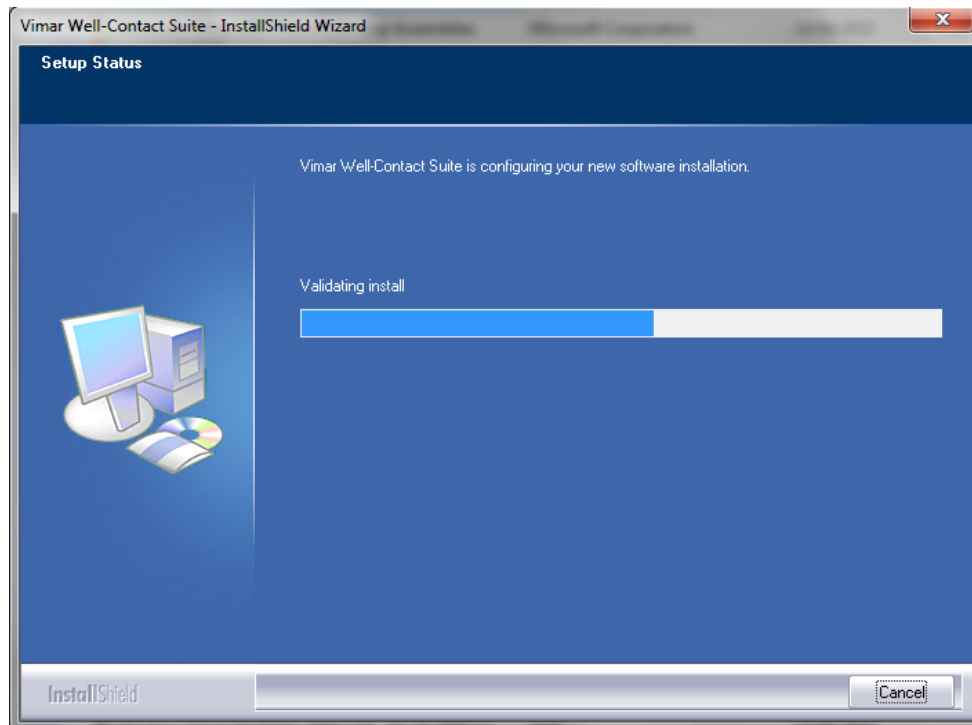 Vimar Well-Contact Suite - InstallShield Wizard
Setup Status
Vimar Well-Contact Suite is configuring your new software installation.
Validating install
InstallShield
Cancel